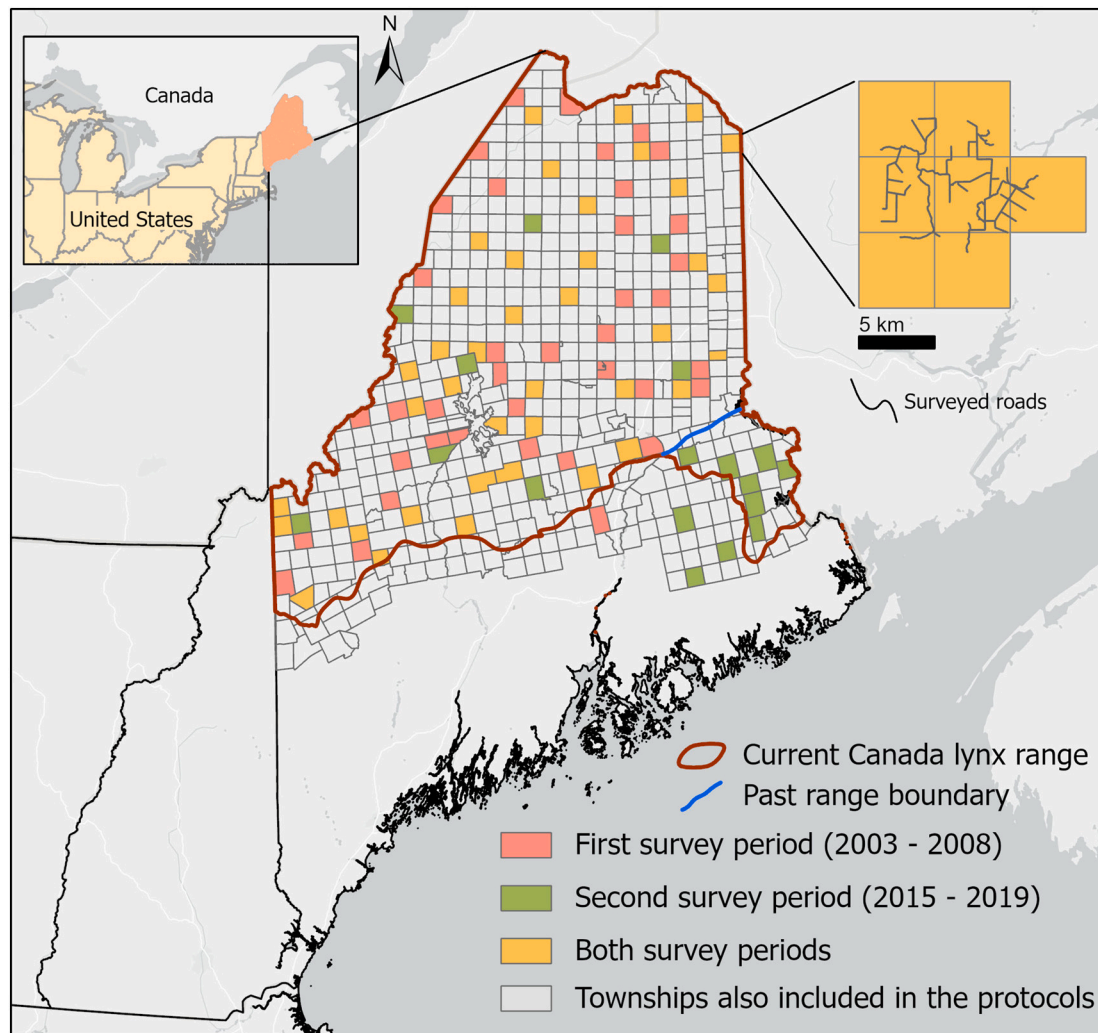 N
Canada
United States
5 km
Surveyed roads
Current Canada lynx range
Past range boundary
First survey period (2003 - 2008)
Second survey period (2015 - 2019)
Both survey periods
Townships also included in the protocols